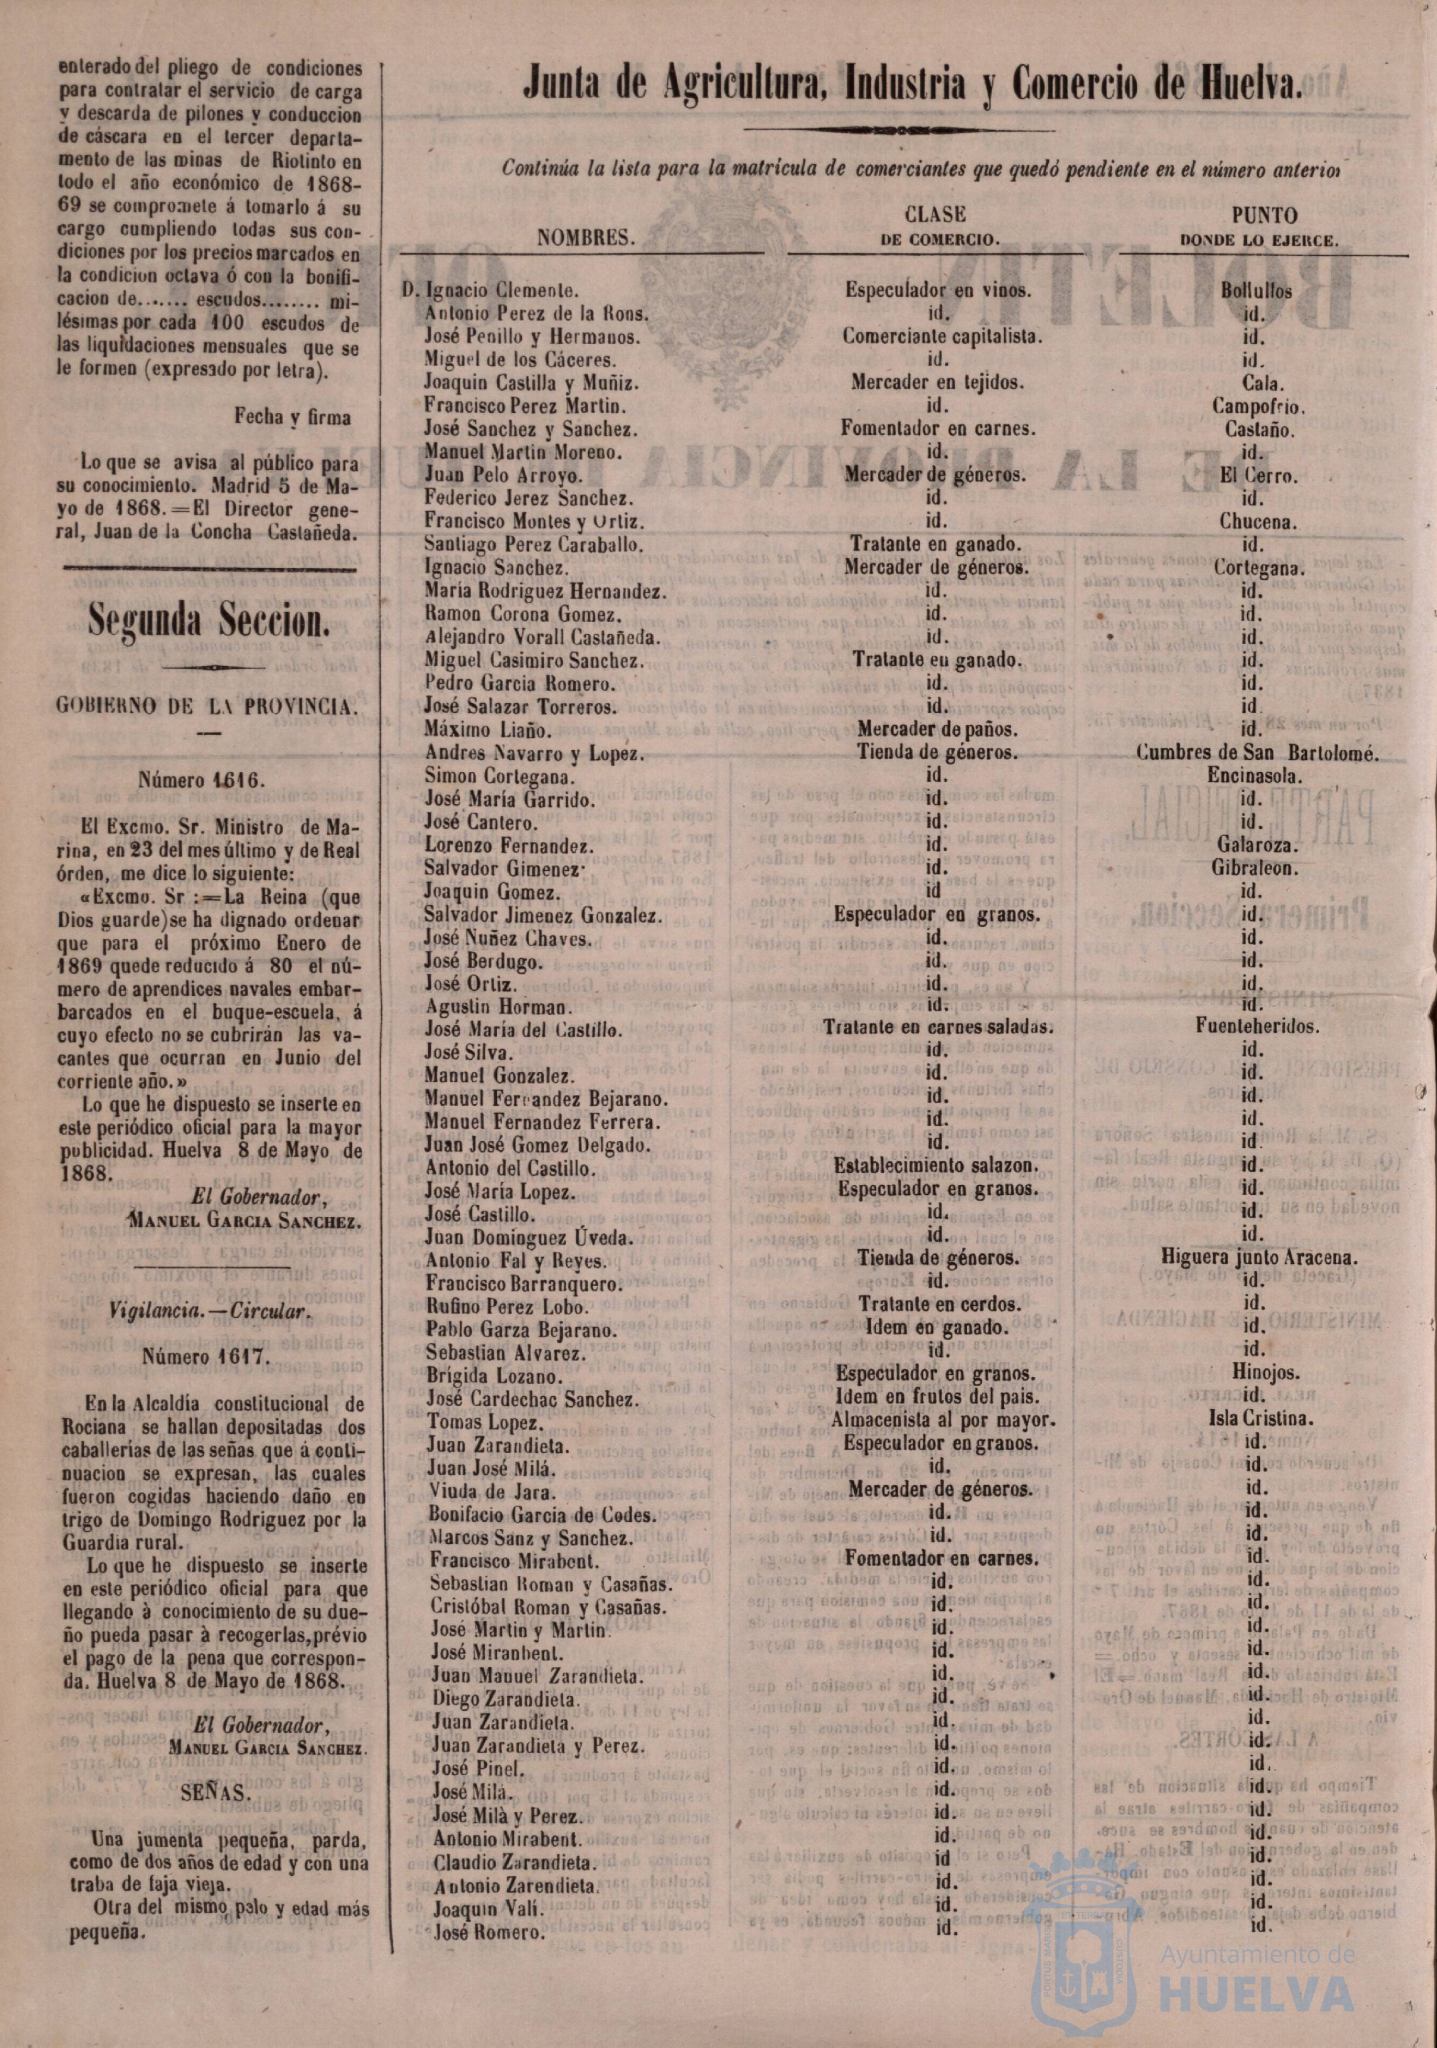 enterado del pliego de condiciones
para contratar el servicio de carga
y descarda de pilones y conduccion
de cáscara en el tercer departa-
mento de las minas de Riotinto en
todo el año económico de 1868-
69 se compromete á tomarlo á su
cargo cumpliendo todas sus con-
diciones por los precios marcados en
la condicion octava ó con la bonifi-
cacion de....... escudos........ mi-
lésimas por cada 100 escudos de
las liquidaciones mensuales que se
le formen (expresado por letra).
Fecha y firma
Lo que se avisa al público para
su conocimiento. Madrid 5 de Ma-
yo de 1868.=El Director gene-
ral, Juan de la Concha Castañeda.
Segunda Seccion.
GOBIERNO DE LA PROVINCIA.
Número 1616.
El Excmo. Sr. Ministro de Ma-
rina, en 23 del mes último y de Real
órden, me dice lo siguiente:
«Excmo. Sr :=La Reina (que
Dios guarde) se ha dignado ordenar
que para el próximo Enero de
1869 quede reducido á 80 el nú-
mero de aprendices navales embar-
barcados en el buque-escuela, á
cuyo efecto no se cubrirán las va-
cantes que ocurran en Junio del
corriente año.»
Lo que he dispuesto se inserte en
este periódico oficial para la mayor
publicidad. Huelva 8 de Mayo de
1868.
El Gobernador,
MANUEL GARCIA SANCHEZ.
Vigilancia.—Circular.
Número 1617.
En la Alcaldía constitucional de
Rociana se hallan depositadas dos
caballerías de las señas que á conti-
nuacion se expresan, las cuales
fueron cogidas haciendo daño en
trigo de Domingo Rodriguez por la
Guardia rural.
Lo que he dispuesto se inserte
en este periódico oficial para que
llegando à conocimiento de su due-
ño pueda pasar à recogerlas, prévio
el pago de la pena que correspon-
da. Huelva 8 de Mayo de 1868.
El Gobernador,
MANUEL GARCIA SANCHEZ.
SEÑAS.
Una jumenta pequeña, parda,
como de dos años de edad y con una
traba de faja vieja.
Otra del mismo pelo y edad más
pequeña.
Junta de Agricultura, Industria y Comercio de Huelva.
Continúa la lista para la matrícula de comerciantes que quedó pendiente en el número anterior
NOMBRES. CLASE DE COMERCIO. PUNTO DONDE LO EJERCE.
D. Ignacio Clemente. Especulador en vinos. Bollullos
Antonio Perez de la Rons. id. id.
José Penillo y Hermanos. Comerciante capitalista. id.
Miguel de los Cáceres. id. id.
Joaquin Castilla y Muñiz. Mercader en tejidos. Cala.
Francisco Perez Martin. id. Campofrio.
José Sanchez y Sanchez. Fomentador en carnes. Castaño.
Manuel Martin Moreno. id. id.
Juan Pelo Arroyo. Mercader de géneros. El Cerro.
Federico Jerez Sanchez. id. id.
Francisco Montes y Ortiz. id. Chucena.
Santiago Perez Caraballo. Tratante en ganado. id.
Ignacio Sanchez. Mercader de géneros. Cortegana.
María Rodriguez Hernandez. id. id.
Ramon Corona Gomez. id. id.
Alejandro Vorall Castañeda. id. id.
Miguel Casimiro Sanchez. Tratante en ganado. id.
Pedro Garcia Romero. id. id.
José Salazar Torreros. id. id
Máximo Liaño. Mercader de paños. id.
Andres Navarro y Lopez. Tienda de géneros. Cumbres de San Bartolomé.
Simon Cortegana. id. Encinasola.
José María Garrido. id. id.
José Cantero. id. id.
Lorenzo Fernandez. id. Galaroza.
Salvador Gimenez· id. Gibraleon.
Joaquin Gomez. id id.
Salvador Jimenez Gonzalez. Especulador en granos. id.
José Nuñez Chaves. id. id.
José Berdugo. id. id.
José Ortiz. id. id.
Agustin Horman. id. id.
José Maria del Castillo. Tratante en carnes saladas. Fuenteheridos.
José Silva. id. id.
Manuel Gonzalez. id. id.
Manuel Fernandez Bejarano. id. id.
Manuel Fernandez Ferrera. id. id.
Juan José Gomez Delgado. id. id.
Antonio del Castillo. Establecimiento salazon. id.
José María Lopez. Especulador en granos. id.
José Castillo. id. id.
Juan Dominguez Úveda. id. id.
Antonio Fal y Reyes. Tienda de géneros. Higuera junto Aracena.
Francisco Barranquero. id. id.
Rufino Perez Lobo. Tratante en cerdos. id.
Pablo Garza Bejarano. Idem en ganado. id.
Sebastian Alvarez. id. id.
Brígida Lozano. Especulador en granos. Hinojos.
José Cardechac Sanchez. Idem en frutos del pais. id.
Tomas Lopez. Almacenista al por mayor. Isla Cristina.
Juan Zarandieta. Especulador en granos. id.
Juan José Milá. id. id.
Viuda de Jara. Mercader de géneros. id.
Bonifacio García de Codes. id. id.
Marcos Sanz y Sanchez. id. id.
Francisco Mirabent. Fomentador en carnes. id.
Sebastian Roman y Casañas. id. id.
Cristóbal Roman y Casañas. id. id.
José Martin y Martin. id. id.
José Miranbent. id. id.
Juan Manuel Zarandieta. id. id.
Diego Zarandieta. id. id.
Juan Zarandieta. id. id.
Juan Zarandieta y Perez. id. id.
José Pinel. id. id.
José Milá. id. id.
José Milà y Perez. id. id.
Antonio Mirabent. id. id.
Claudio Zarandieta. id id.
Antonio Zarendieta. id. id.
Joaquin Valí. id. id.
José Romero. id. id.
Ayuntamiento de
HUELVA